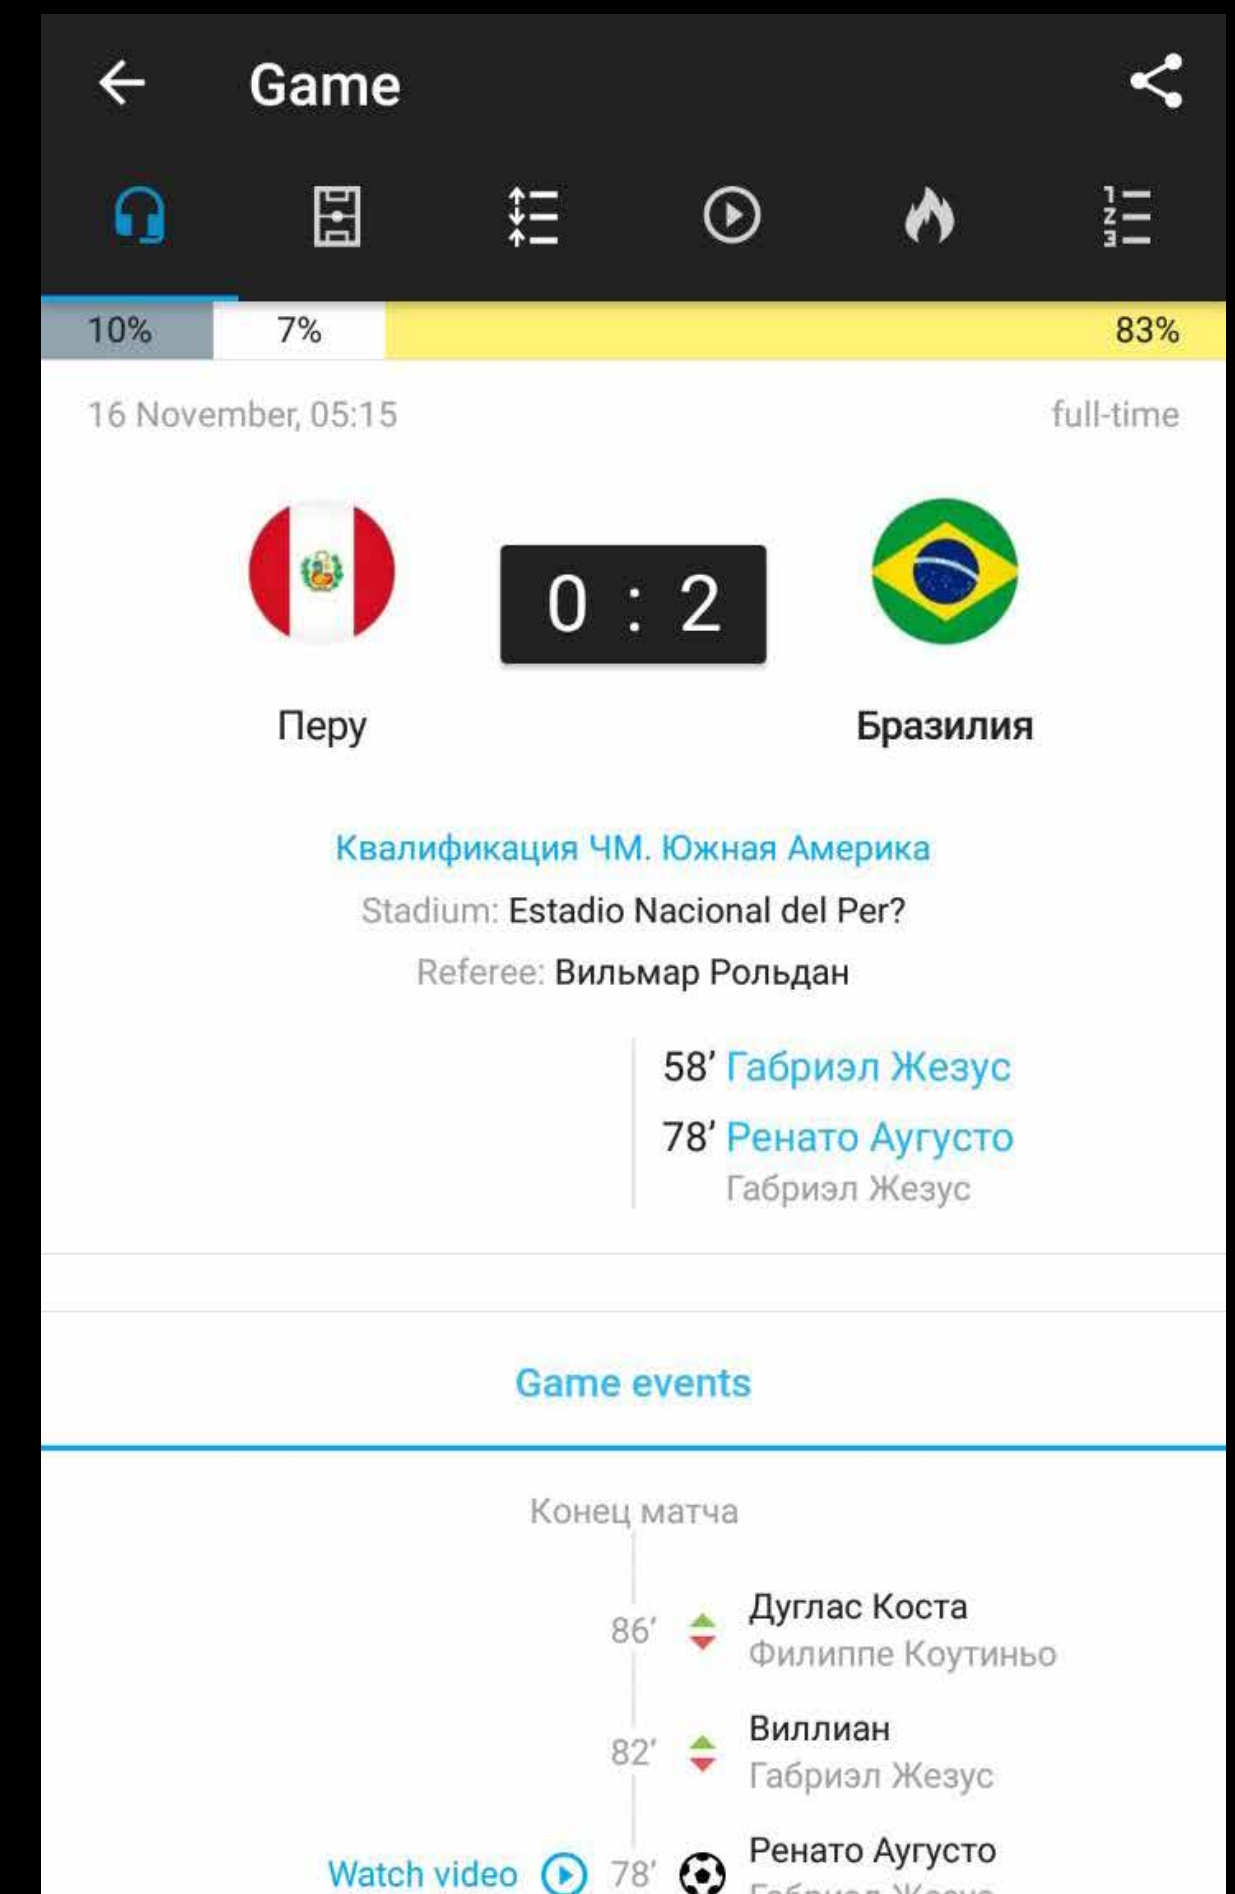 Game
10% 7% 83%
16 November, 05:15 full-time
0 : 2
Перу Бразилия
Квалификация ЧМ. Южная Америка
Stadium: Estadio Nacional del Per?
Referee: Вильмар Рольдан
58’ Габриэл Жезус
78’ Ренато Аугусто
Габриэл Жезус
Game events
Конец матча
86’ Дуглас Коста
Филиппе Коутиньо
82’ Виллиан
Габриэл Жезус
Watch video 78’ Ренато Аугусто
Габриэл Жезус